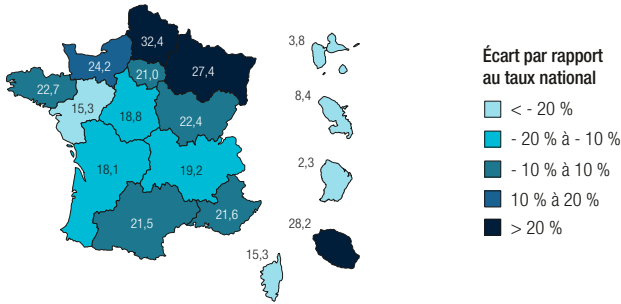 32,4
3,8
24,2
21,0
27,4
22,7
15,3
18,8
22,4
8,4
18,1
19,2
2,3
21,5
21,6
28,2
15,3
Écart par rapport
au taux national
< - 20 %
- 20 % à - 10 %
- 10 % à 10 %
10 % à 20 %
> 20 %